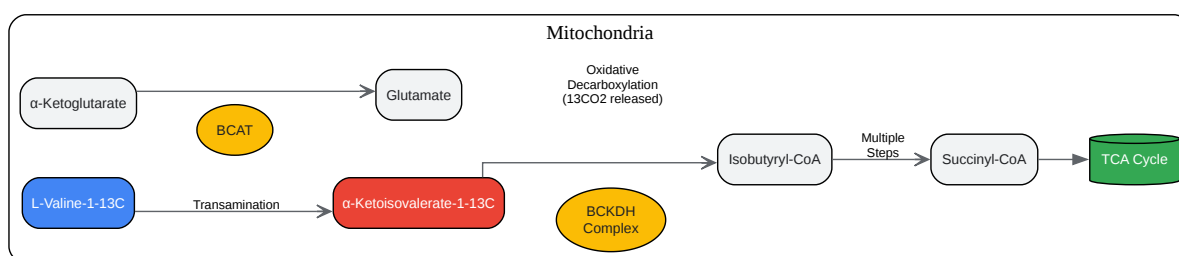 Mitochondria
Oxidative
Decarboxylation
(13CO2 released)
α-Ketoglutarate
Glutamate
BCAT
Isobutyryl-CoA
Multiple
Steps
Succinyl-CoA
TCA Cycle
L-Valine-1-13C
Transamination
α-Ketoisovalerate-1-13C
BCKDH
Complex